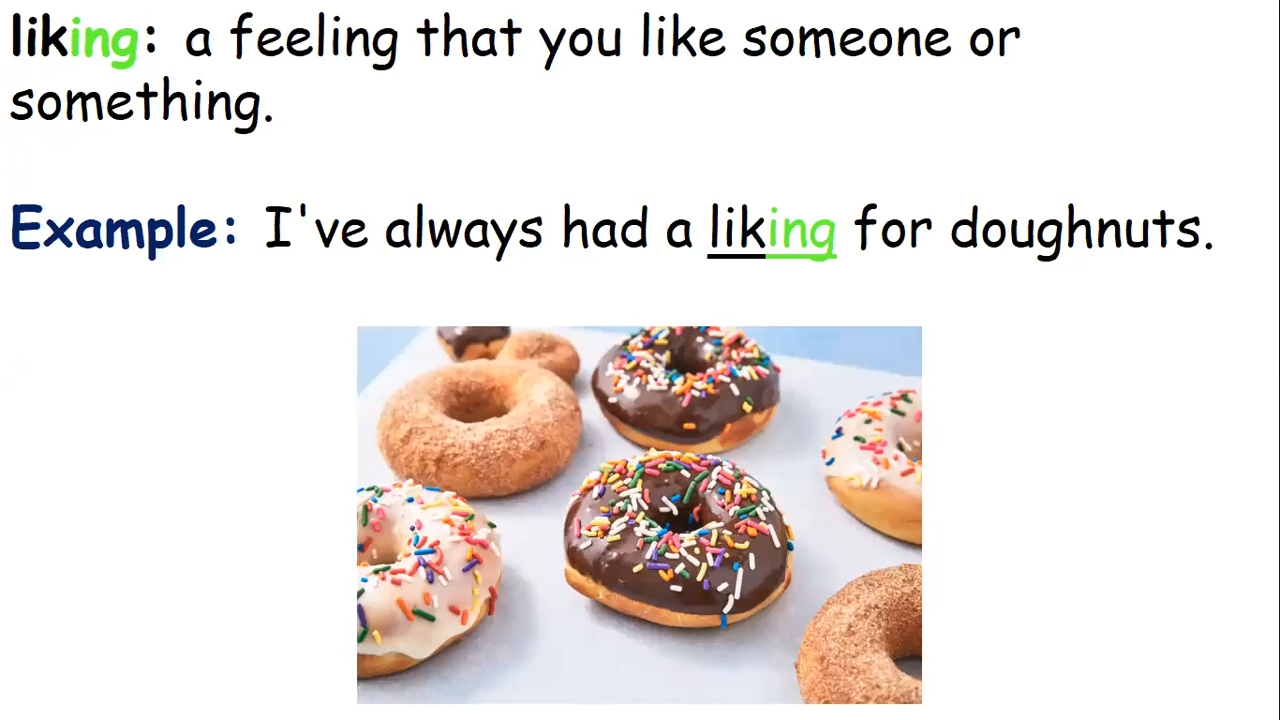 liking: a feeling that you like someone or
something.
Example: I've always had a liking for doughnuts.